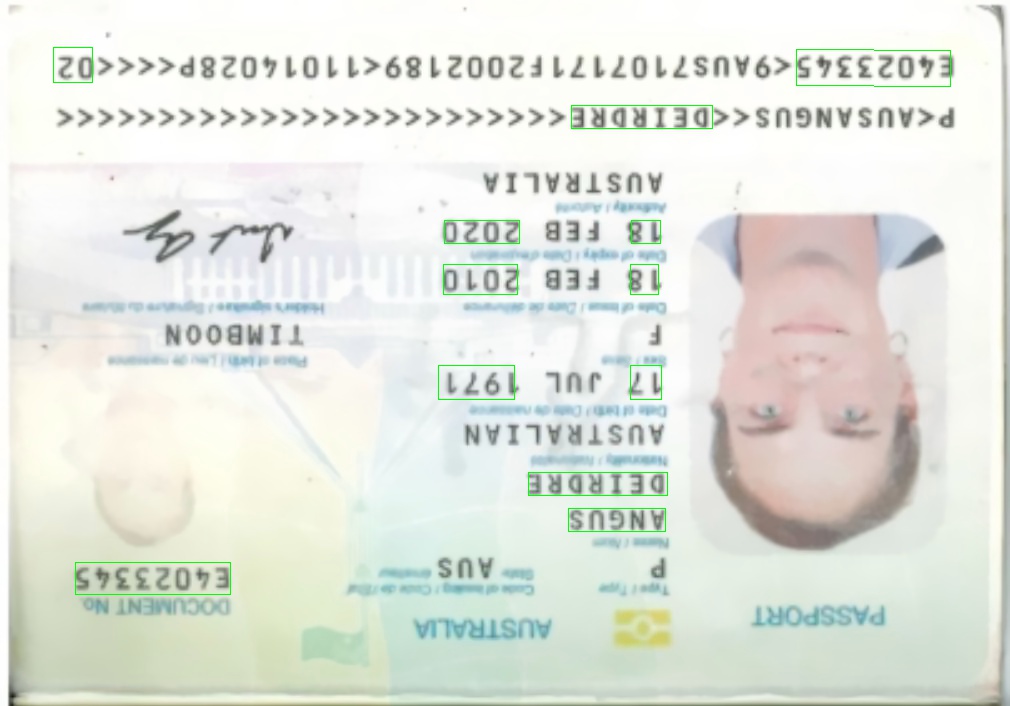 PASSPORT
AUSTRALIA
DOCUMENT No.
E4023345
Type / Type
Code of issuing / Code de / Etat
State émetteur
P
AUS
Name / Nom
ANGUS
DEIRDRE
Nationality / Nationalité
AUSTRALIAN
Date of birth / Date de naissance
17 JUL 1971
Sex / Sexe
Place of birth / Lieu de naissance
F
TIMBOON
Date of issue / Date de délivrance
Holder's signature / Signature du titulaire
18 FEB 2010
Date of expiry / Date d'expiration
18 FEB 2020
Authority / Autorité
AUSTRALIA
P<AUSANGUS<<DEIRDRE<<<<<<<<<<<<<<<<<<<<<<<<<
E4023345<9AUS7107171F2002189<11014028P<<<<02